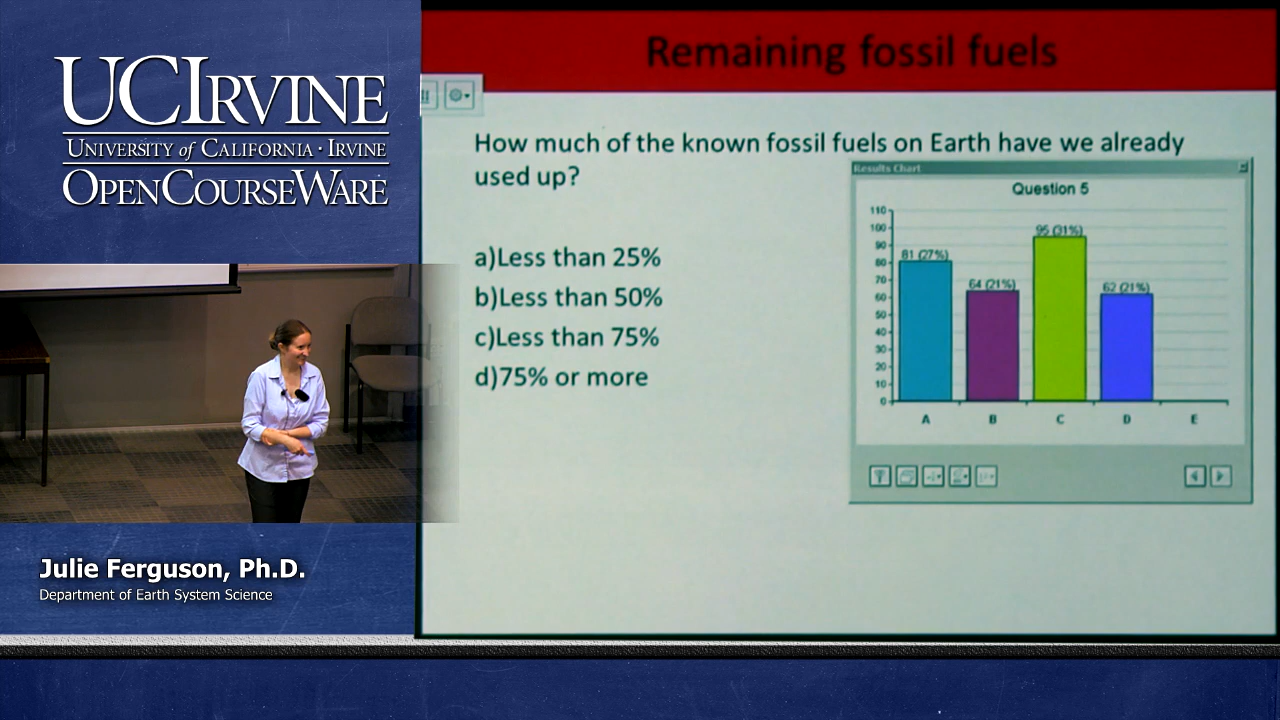 UCIRVINE
UNIVERSITY of CALIFORNIA · IRVINE
OPENCOURSEWARE
Julie Ferguson, Ph.D.
Department of Earth System Science
Remaining fossil fuels
How much of the known fossil fuels on Earth have we already
used up?
a)Less than 25%
b)Less than 50%
c)Less than 75%
d)75% or more
Results Chart
Question 5
110
100
90
80
70
60
50
40
30
20
10
0
81 (27%)
64 (21%)
95 (31%)
62 (21%)
A B C D E